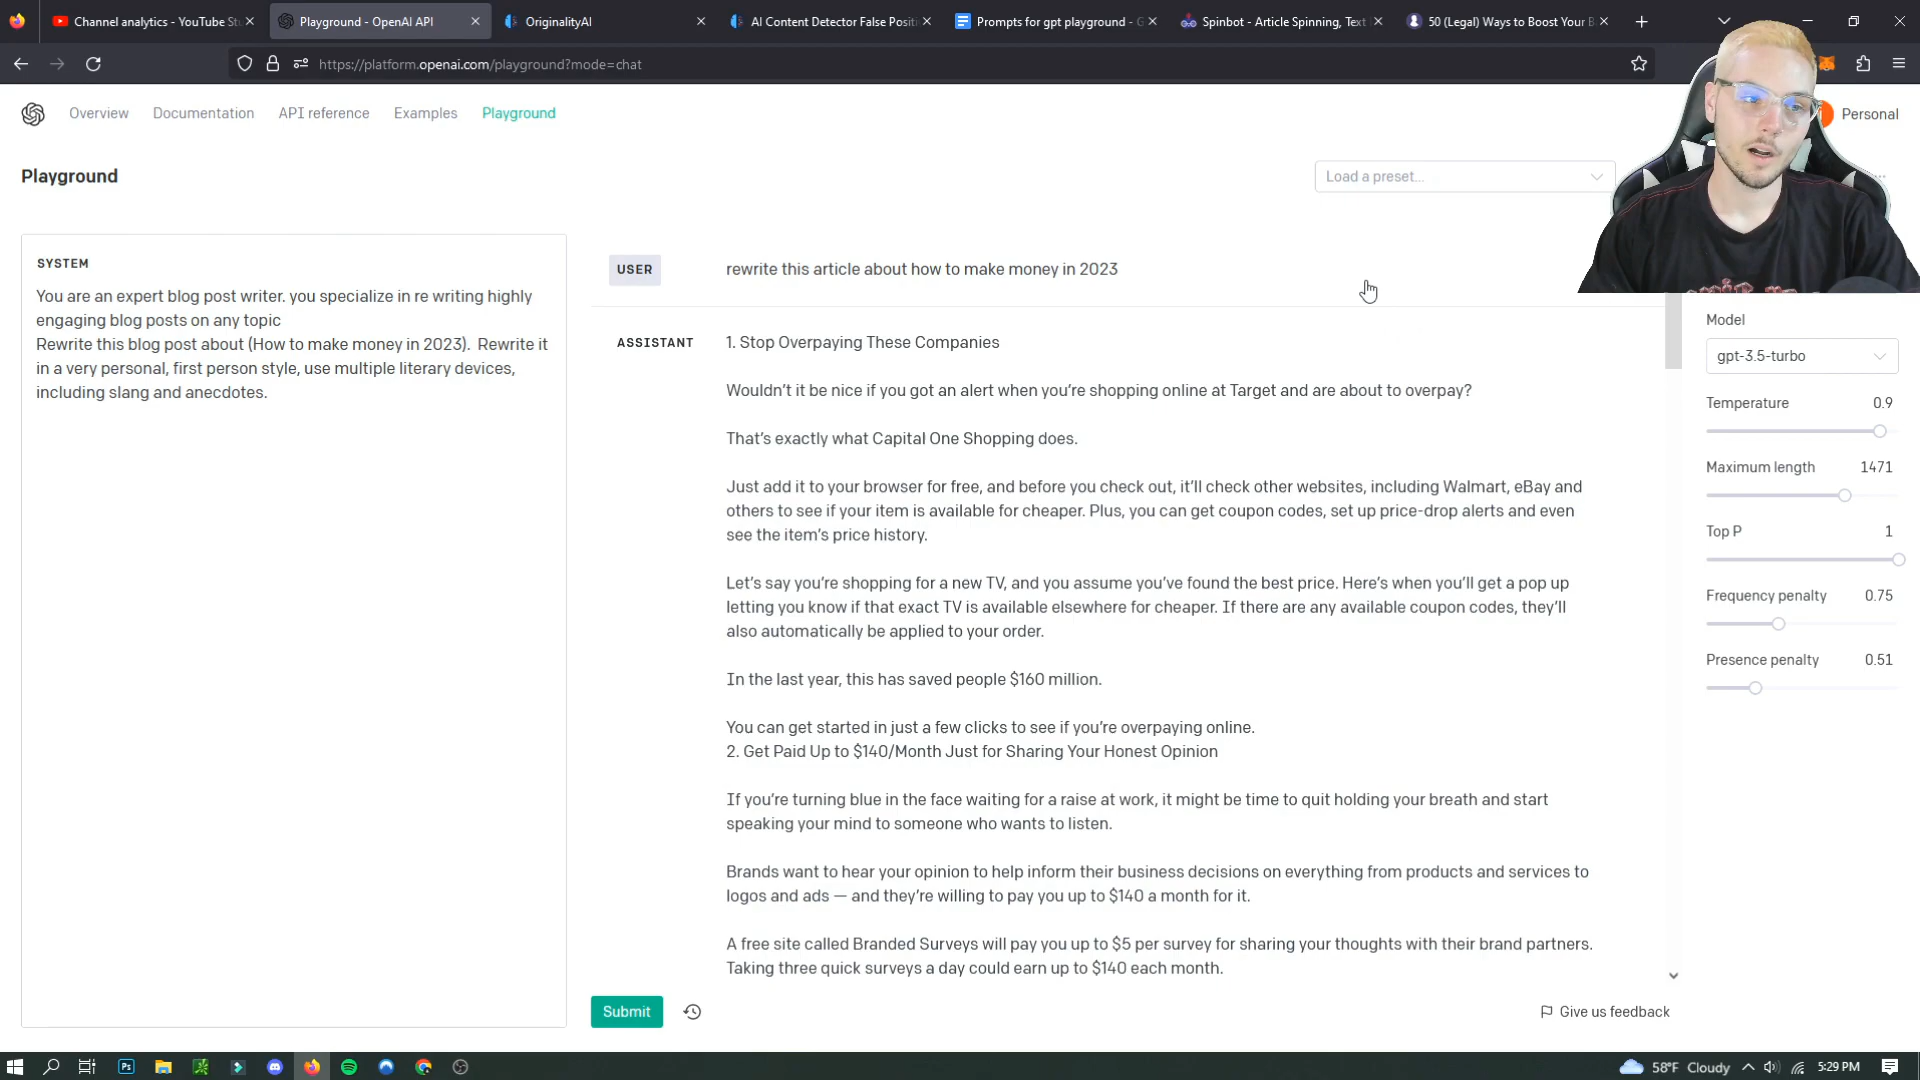 Channel analytics - YouTube St
Playground - OpenAI API
OriginalityAI
AI Content Detector False Posit
Prompts for gpt playground - G
Spinbot - Article Spinning, Text
50 (Legal) Ways to Boost Your B
https://platform.openai.com/playground?mode=chat
Overview
Documentation
API reference
Examples
Playground
Personal
Playground
Load a preset...
SYSTEM
You are an expert blog post writer. you specialize in re writing highly
engaging blog posts on any topic
Rewrite this blog post about (How to make money in 2023). Rewrite it
in a very personal, first person style, use multiple literary devices,
including slang and anecdotes.
USER
rewrite this article about how to make money in 2023
ASSISTANT
1. Stop Overpaying These Companies
Wouldn't it be nice if you got an alert when you're shopping online at Target and are about to overpay?
That's exactly what Capital One Shopping does.
Just add it to your browser for free, and before you check out, it'll check other websites, including Walmart, eBay and
others to see if your item is available for cheaper. Plus, you can get coupon codes, set up price-drop alerts and even
see the item's price history.
Let's say you're shopping for a new TV, and you assume you've found the best price. Here's when you'll get a pop up
letting you know if that exact TV is available elsewhere for cheaper. If there are any available coupon codes, they'll
also automatically be applied to your order.
In the last year, this has saved people $160 million.
You can get started in just a few clicks to see if you're overpaying online.
2. Get Paid Up to $140/Month Just for Sharing Your Honest Opinion
If you're turning blue in the face waiting for a raise at work, it might be time to quit holding your breath and start
speaking your mind to someone who wants to listen.
Brands want to hear your opinion to help inform their business decisions on everything from products and services to
logos and ads — and they're willing to pay you up to $140 a month for it.
A free site called Branded Surveys will pay you up to $5 per survey for sharing your thoughts with their brand partners.
Taking three quick surveys a day could earn up to $140 each month.
Model
gpt-3.5-turbo
Temperature 0.9
Maximum length 1471
Top P 1
Frequency penalty 0.75
Presence penalty 0.51
Submit
Give us feedback
Ps
58°F Cloudy
5:29 PM